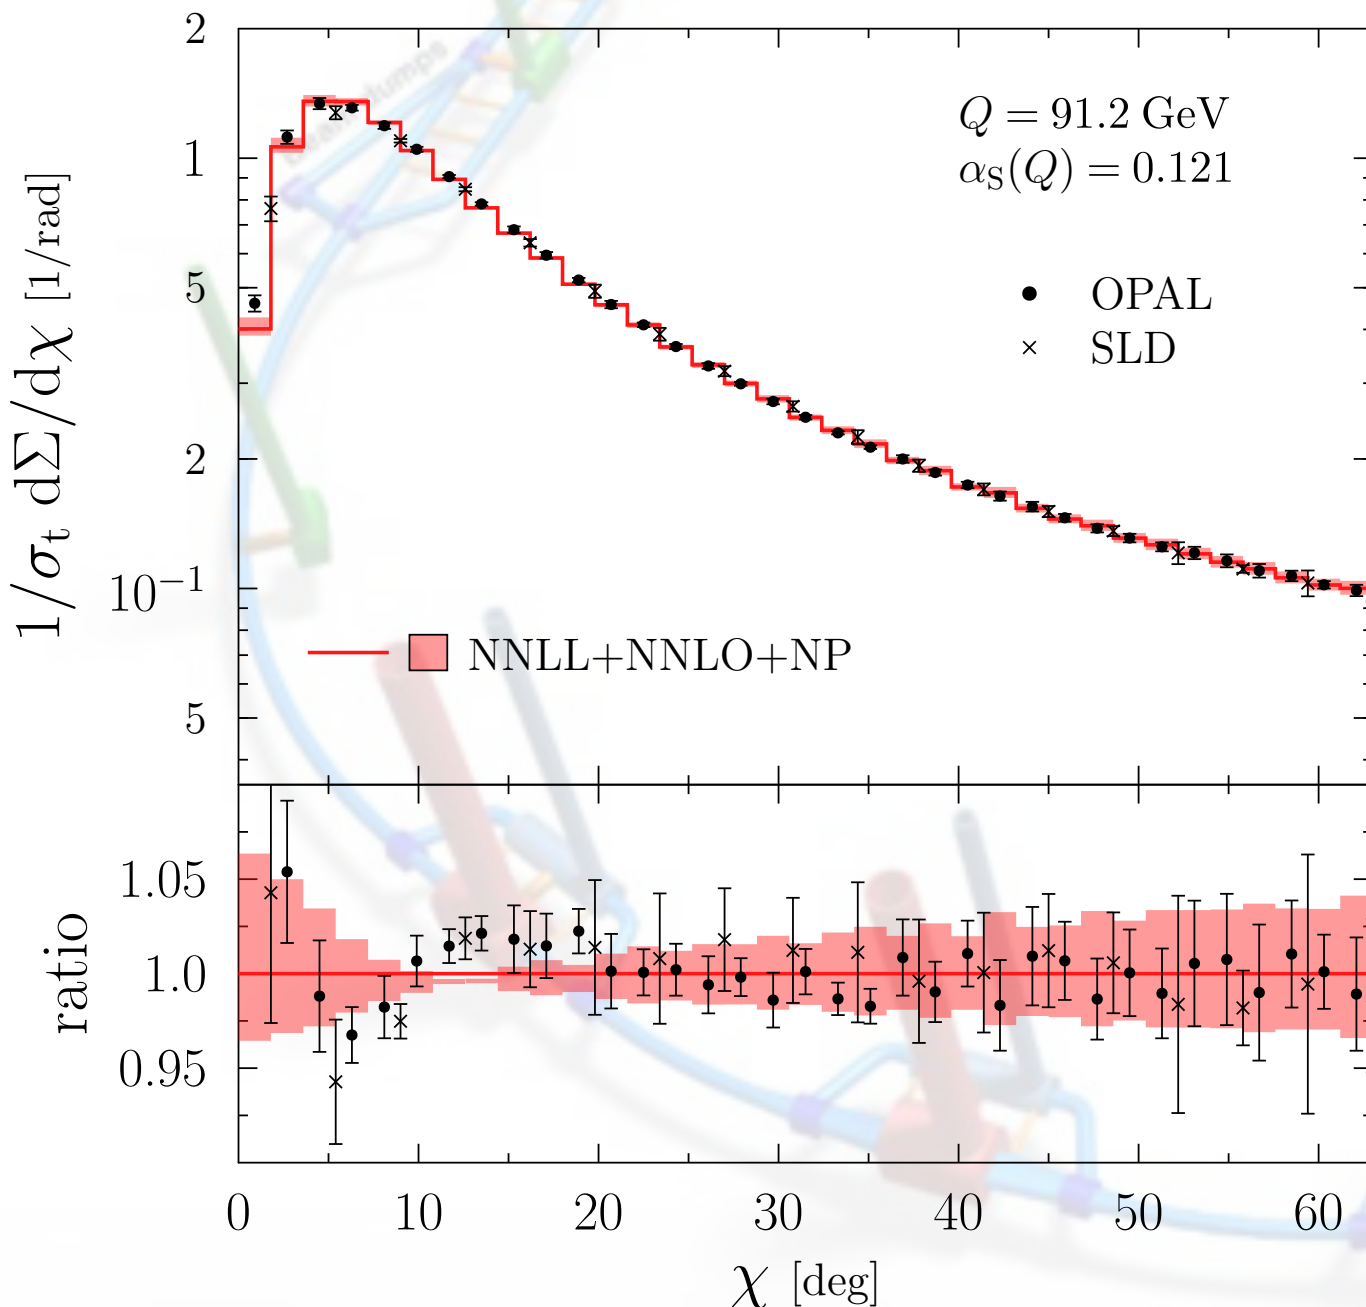 2
1
5
2
10⁻¹
5
1/σₜ dΣ/dχ [1/rad]
Q = 91.2 GeV
α_S(Q) = 0.121
OPAL
SLD
NNLL+NNLO+NP
1.05
1.0
0.95
ratio
0 10 20 30 40 50 60
χ [deg]